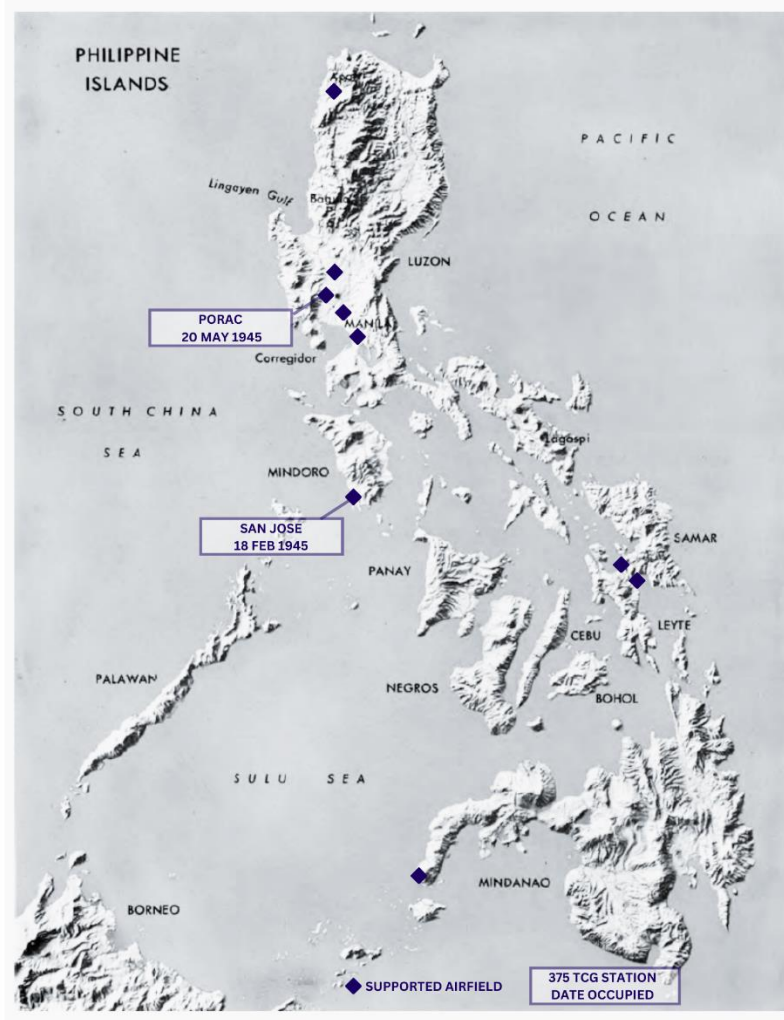 PHILIPPINE
ISLANDS
PACIFIC
OCEAN
Lingayen Gulf
LUZON
PORAC
20 MAY 1945
MANILA
Corregidor
SOUTH CHINA
SEA
Legaspi
MINDORO
SAN JOSE
18 FEB 1945
SAMAR
PANAY
LEYTE
CEBU
PALAWAN
NEGROS
BOHOL
SULU SEA
MINDANAO
BORNEO
SUPPORTED AIRFIELD
375 TCG STATION
DATE OCCUPIED